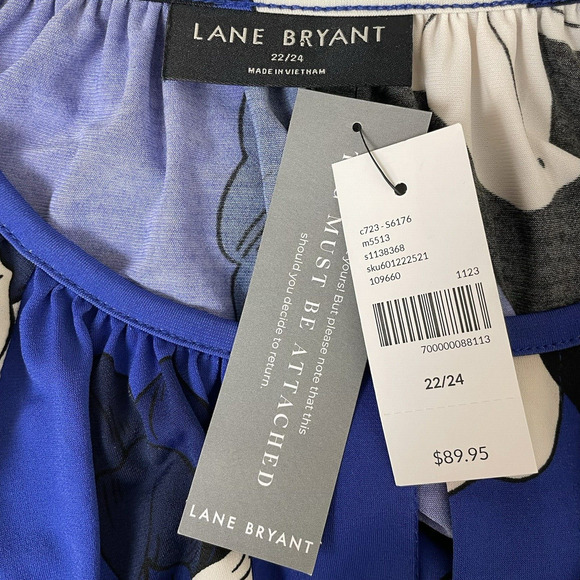 LANE BRYANT
22/24
MADE IN VIETNAM
yours! But please note that this
MUST BE ATTACHED
should you decide to return.
LANE BRYANT
c723 - S6176
m5513
s1138368
sku601222521
109660
1123
700000088113
22/24
$89.95